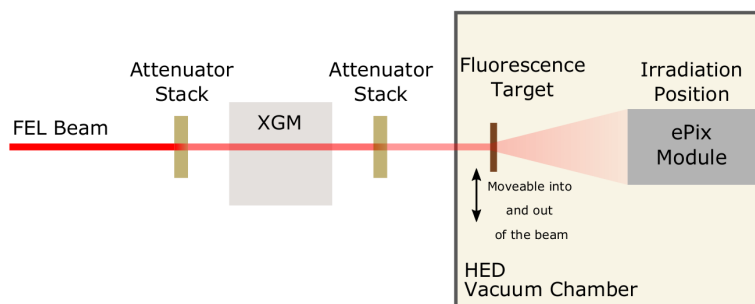 Attenuator
Stack
Attenuator
Stack
Fluorescence
Target
Irradiation
Position
FEL Beam
XGM
ePix
Module
Moveable into
and out
of the beam
HED
Vacuum Chamber